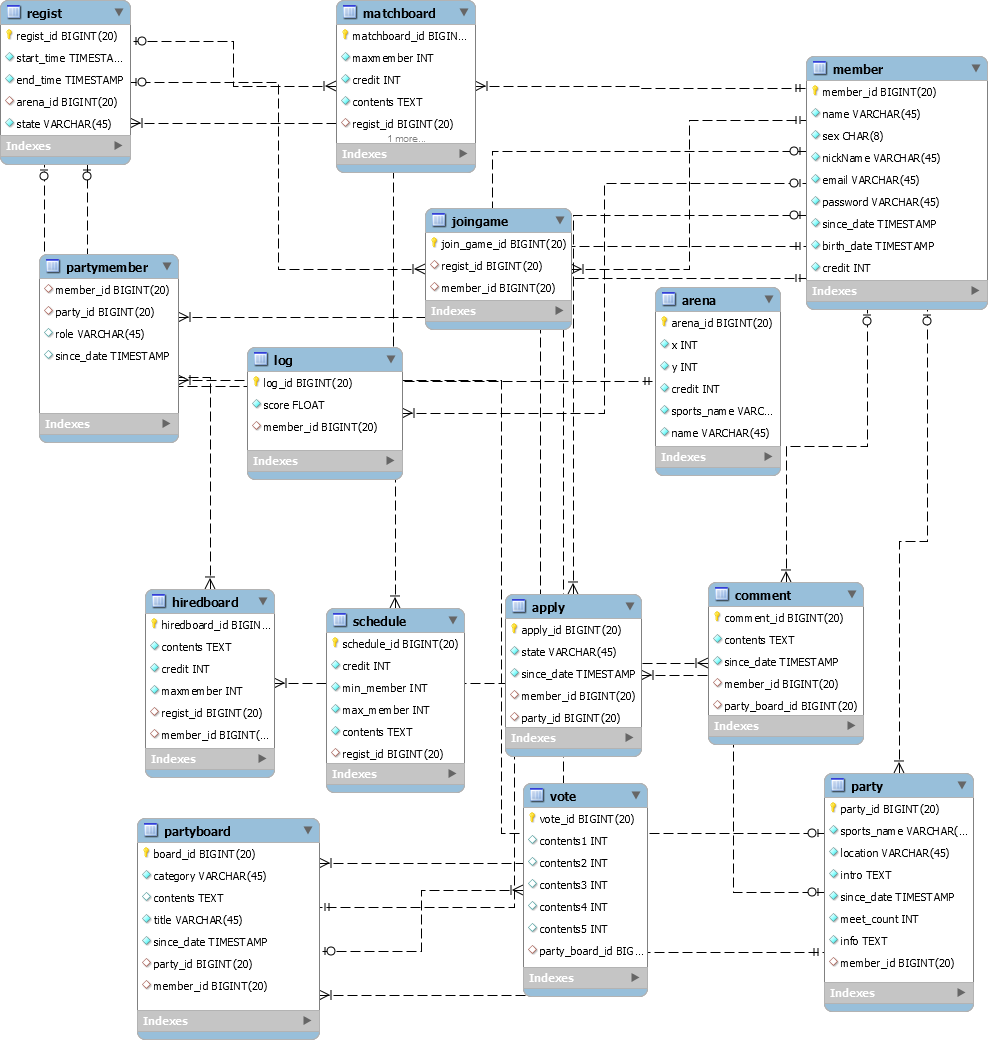 regist
regist_id BIGINT(20)
start_time TIMESTA...
end_time TIMESTAMP
arena_id BIGINT(20)
state VARCHAR(45)
Indexes
matchboard
matchboard_id BIGIN...
maxmember INT
credit INT
contents TEXT
regist_id BIGINT(20)
1 more...
Indexes
member
member_id BIGINT(20)
name VARCHAR(45)
sex CHAR(8)
nickName VARCHAR(45)
email VARCHAR(45)
password VARCHAR(45)
since_date TIMESTAMP
birth_date TIMESTAMP
credit INT
Indexes
joingame
join_game_id BIGINT(20)
regist_id BIGINT(20)
member_id BIGINT(20)
Indexes
partymember
member_id BIGINT(20)
party_id BIGINT(20)
role VARCHAR(45)
since_date TIMESTAMP
Indexes
arena
arena_id BIGINT(20)
x INT
y INT
credit INT
sports_name VARC...
name VARCHAR(45)
Indexes
log
log_id BIGINT(20)
score FLOAT
member_id BIGINT(20)
Indexes
hiredboard
hiredboard_id BIGIN...
contents TEXT
credit INT
maxmember INT
regist_id BIGINT(20)
member_id BIGINT(...
Indexes
schedule
schedule_id BIGINT(20)
credit INT
min_member INT
max_member INT
contents TEXT
regist_id BIGINT(20)
Indexes
apply
apply_id BIGINT(20)
state VARCHAR(45)
since_date TIMESTAMP
member_id BIGINT(20)
party_id BIGINT(20)
Indexes
comment
comment_id BIGINT(20)
contents TEXT
since_date TIMESTAMP
member_id BIGINT(20)
party_board_id BIGINT(20)
Indexes
partyboard
board_id BIGINT(20)
category VARCHAR(45)
contents TEXT
title VARCHAR(45)
since_date TIMESTAMP
party_id BIGINT(20)
member_id BIGINT(20)
Indexes
vote
vote_id BIGINT(20)
contents1 INT
contents2 INT
contents3 INT
contents4 INT
contents5 INT
party_board_id BIG...
Indexes
party
party_id BIGINT(20)
sports_name VARCHAR(...
location VARCHAR(45)
intro TEXT
since_date TIMESTAMP
meet_count INT
info TEXT
member_id BIGINT(20)
Indexes